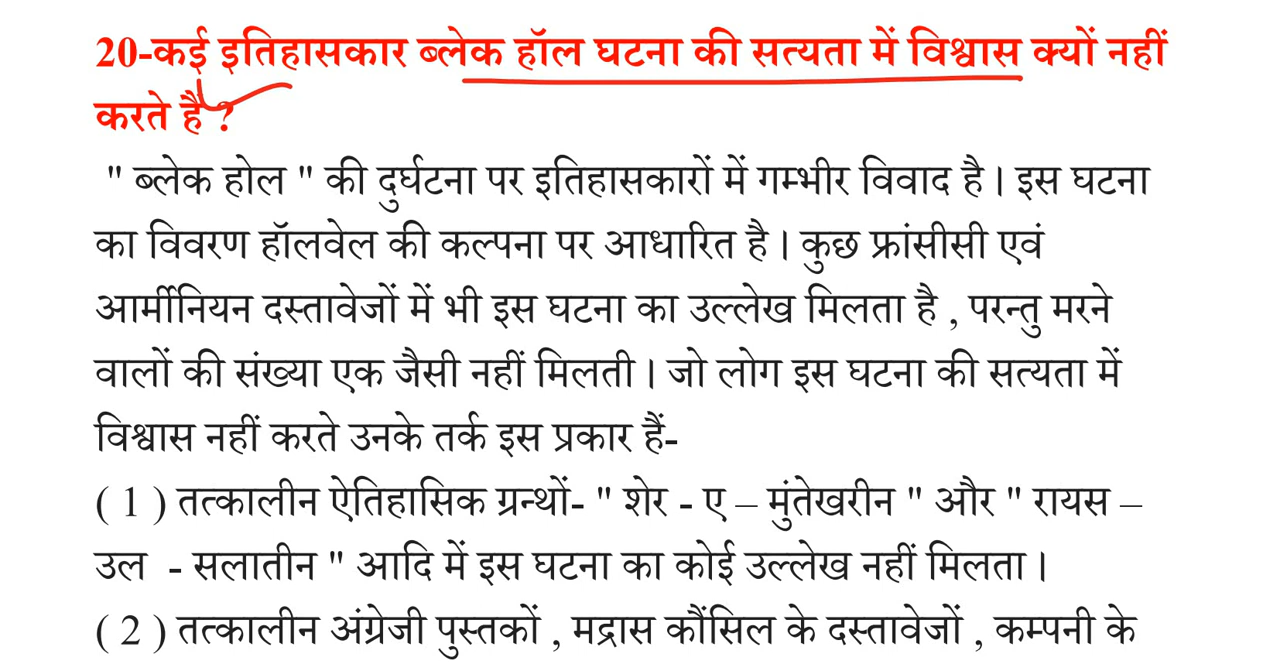 20-कई इतिहासकार ब्लेक हॉल घटना की सत्यता में विश्वास क्यों नहीं
करते हैं ?
" ब्लेक होल " की दुर्घटना पर इतिहासकारों में गम्भीर विवाद है। इस घटना
का विवरण हॉलवेल की कल्पना पर आधारित है। कुछ फ्रांसीसी एवं
आर्मीनियन दस्तावेजों में भी इस घटना का उल्लेख मिलता है , परन्तु मरने
वालों की संख्या एक जैसी नहीं मिलती। जो लोग इस घटना की सत्यता में
विश्वास नहीं करते उनके तर्क इस प्रकार हैं-
( 1 ) तत्कालीन ऐतिहासिक ग्रन्थों- " शेर - ए – मुंतेखरीन " और " रायस –
उल - सलातीन " आदि में इस घटना का कोई उल्लेख नहीं मिलता।
( 2 ) तत्कालीन अंग्रेजी पुस्तकों , मद्रास कौंसिल के दस्तावेजों , कम्पनी के